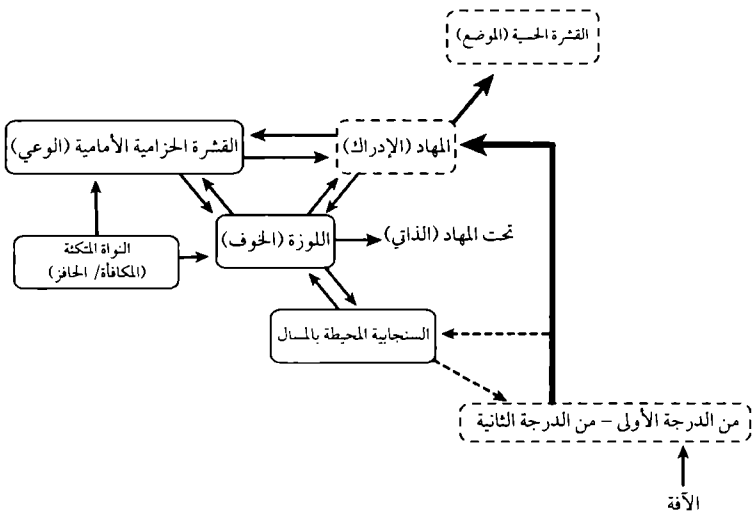 القشرة الحسية (الموضع)
المهاد (الإدراك)
القشرة الحزامية الأمامية (الوعي)
اللوزة (الخوف)
تحت المهاد (الذاتي)
النواة المتكئة
(المكافأة/ الحافز)
السنجابية المحيطة بالمسال
من الدرجة الأولى – من الدرجة الثانية
الآفة